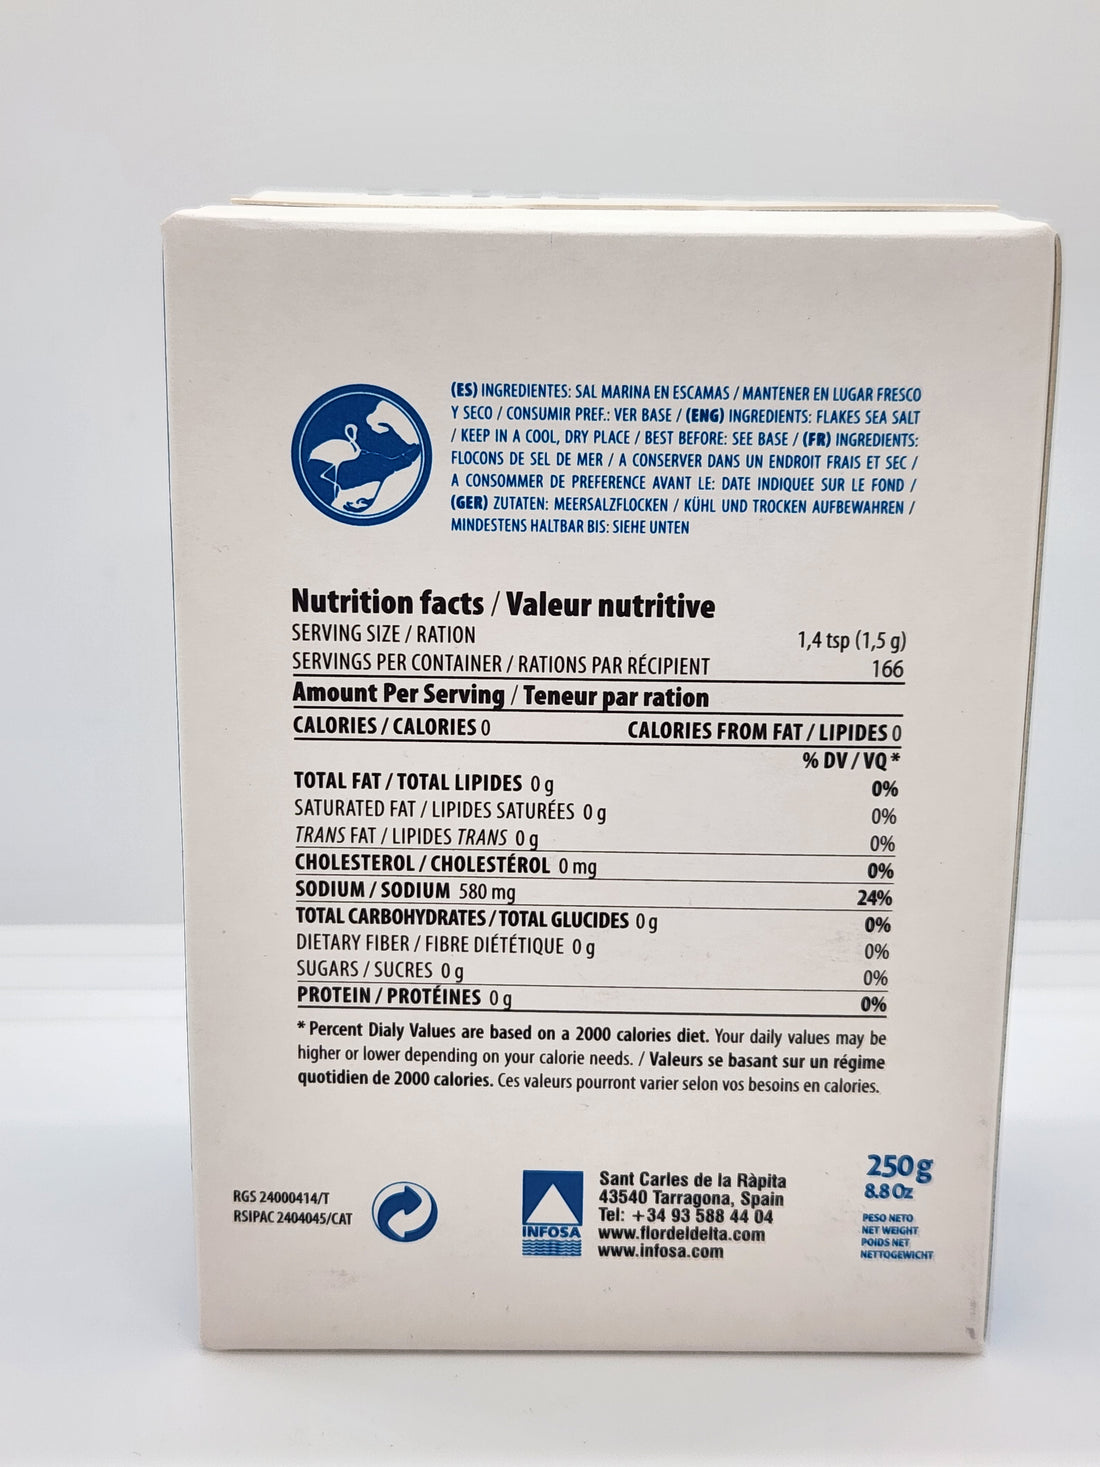 (ES) INGREDIENTES: SAL MARINA EN ESCAMAS / MANTENER EN LUGAR FRESCO
Y SECO / CONSUMIR PREF.: VER BASE / (ENG) INGREDIENTS: FLAKES SEA SALT
/ KEEP IN A COOL, DRY PLACE / BEST BEFORE: SEE BASE / (FR) INGREDIENTS:
FLOCONS DE SEL DE MER / A CONSERVER DANS UN ENDROIT FRAIS ET SEC /
A CONSOMMER DE PREFERENCE AVANT LE: DATE INDIQUEE SUR LE FOND /
(GER) ZUTATEN: MEERSALZFLOCKEN / KÜHL UND TROCKEN AUFBEWAHREN /
MINDESTENS HALTBAR BIS: SIEHE UNTEN
Nutrition facts / Valeur nutritive
SERVING SIZE / RATION 1,4 tsp (1,5 g)
SERVINGS PER CONTAINER / RATIONS PAR RÉCIPIENT 166
Amount Per Serving / Teneur par ration
CALORIES / CALORIES 0 CALORIES FROM FAT / LIPIDES 0
% DV / VQ *
TOTAL FAT / TOTAL LIPIDES 0 g 0%
SATURATED FAT / LIPIDES SATURÉES 0 g 0%
TRANS FAT / LIPIDES TRANS 0 g 0%
CHOLESTEROL / CHOLESTÉROL 0 mg 0%
SODIUM / SODIUM 580 mg 24%
TOTAL CARBOHYDRATES / TOTAL GLUCIDES 0 g 0%
DIETARY FIBER / FIBRE DIÉTÉTIQUE 0 g 0%
SUGARS / SUCRES 0 g 0%
PROTEIN / PROTÉINES 0 g 0%
* Percent Dialy Values are based on a 2000 calories diet. Your daily values may be
higher or lower depending on your calorie needs. / Valeurs se basant sur un régime
quotidien de 2000 calories. Ces valeurs pourront varier selon vos besoins en calories.
RGS 24000414/T
RSIPAC 2404045/CAT
INFOSA
Sant Carles de la Ràpita
43540 Tarragona, Spain
Tel: +34 93 588 44 04
www.flordeldelta.com
www.infosa.com
250g
8.8 Oz
PESO NETO
NET WEIGHT
POIDS NET
NETTOGEWICHT